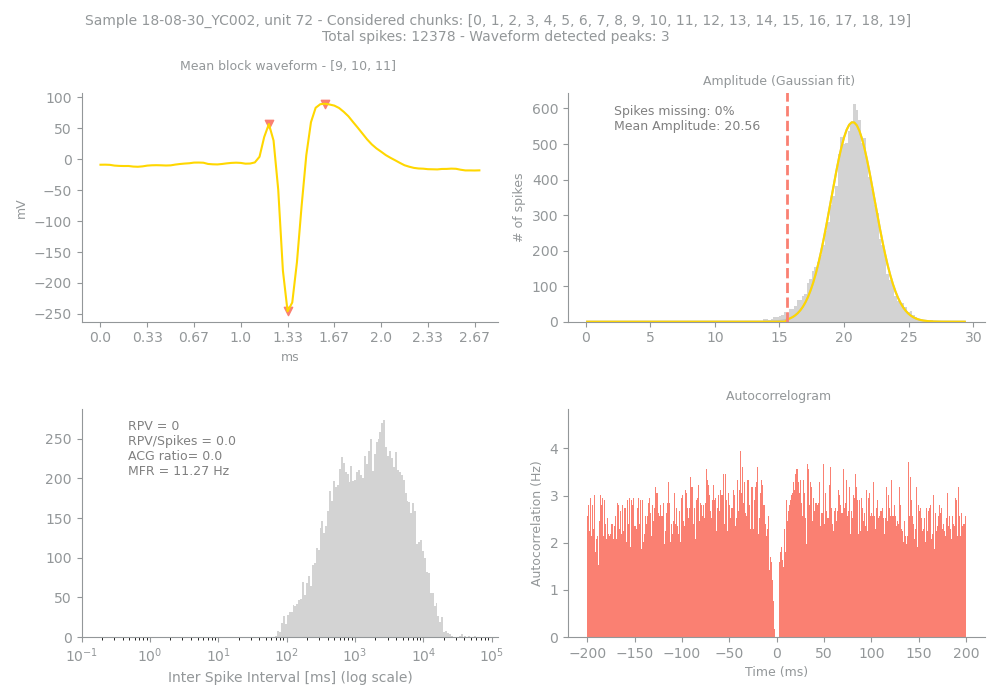 Sample 18-08-30_YC002, unit 72 - Considered chunks: [0, 1, 2, 3, 4, 5, 6, 7, 8, 9, 10, 11, 12, 13, 14, 15, 16, 17, 18, 19]
Total spikes: 12378 - Waveform detected peaks: 3
Mean block waveform - [9, 10, 11]
100
50
0
−50
−100
−150
−200
−250
mV
0.0 0.33 0.67 1.0 1.33 1.67 2.0 2.33 2.67
ms
Amplitude (Gaussian fit)
Spikes missing: 0%
Mean Amplitude: 20.56
600
500
400
300
200
100
0
# of spikes
0 5 10 15 20 25 30
RPV = 0
RPV/Spikes = 0.0
ACG ratio= 0.0
MFR = 11.27 Hz
250
200
150
100
50
0
10−1 100 101 102 103 104 105
Inter Spike Interval [ms] (log scale)
Autocorrelogram
4
3
2
1
0
Autocorrelation (Hz)
−200 −150 −100 −50 0 50 100 150 200
Time (ms)